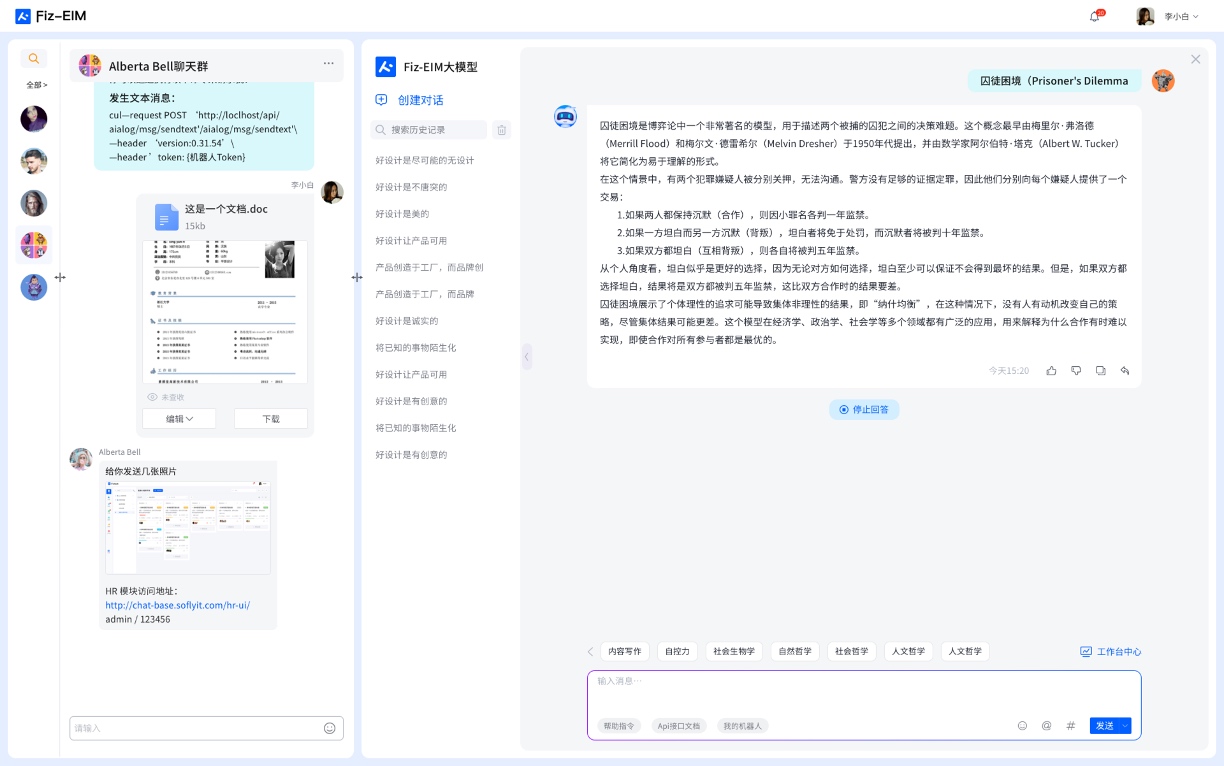 Fiz-EIM
20
李小白
全部>
Alberta Bell聊天群
发生文本消息：
cul—request POST ‘http://loclhost/api/
aialog/msg/sendtext'/aialog/msg/sendtext'\
—header ‘version:0.31.54’ \
—header ’ token: {机器人Token}
李小白
这是一个文档.doc
15kb
未查收
编辑
下载
Alberta Bell
给你发送几张照片
HR 模块访问地址：
http://chat-base.soflyit.com/hr-ui/
admin / 123456
请输入
Fiz-EIM大模型
创建对话
搜索历史记录
好设计是尽可能的无设计
好设计是不唐突的
好设计是美的
好设计让产品可用
产品创造于工厂，而品牌创
产品创造于工厂，而品牌
好设计是诚实的
将已知的事物陌生化
好设计让产品可用
好设计是有创意的
将已知的事物陌生化
好设计是有创意的
囚徒困境（Prisoner's Dilemma
囚徒困境是博弈论中一个非常著名的模型，用于描述两个被捕的囚犯之间的决策难题。这个概念最早由梅里尔·弗洛德
（Merrill Flood）和梅尔文·德雷希尔（Melvin Dresher）于1950年代提出，并由数学家阿尔伯特·塔克（Albert W. Tucker）
将它简化为易于理解的形式。
在这个情景中，有两个犯罪嫌疑人被分别关押，无法沟通。警方没有足够的证据定罪，因此他们分别向每个嫌疑人提供了一个
交易：
1.如果两人都保持沉默（合作），则因小罪名各判一年监禁。
2.如果一方坦白而另一方沉默（背叛），坦白者将免于处罚，而沉默者将被判十年监禁。
3.如果双方都坦白（互相背叛），则各自将被判五年监禁。
从个人角度看，坦白似乎是更好的选择，因为无论对方如何选择，坦白至少可以保证不会得到最坏的结果。但是，如果双方都
选择坦白，结果将是双方都被判五年监禁，这比双方合作时的结果要差。
囚徒困境展示了个体理性的追求可能导致集体非理性的结果，即“纳什均衡”，在这种情况下，没有人有动机改变自己的策
略，尽管集体结果可能更差。这个模型在经济学、政治学、社会学等多个领域都有广泛的应用，用来解释为什么合作有时难以
实现，即使合作对所有参与者都是最优的。
今天15:20
停止回答
内容写作
自控力
社会生物学
自然哲学
社会哲学
人文哲学
人文哲学
工作台中心
输入消息…
帮助指令
Api接口文档
我的机器人
发送